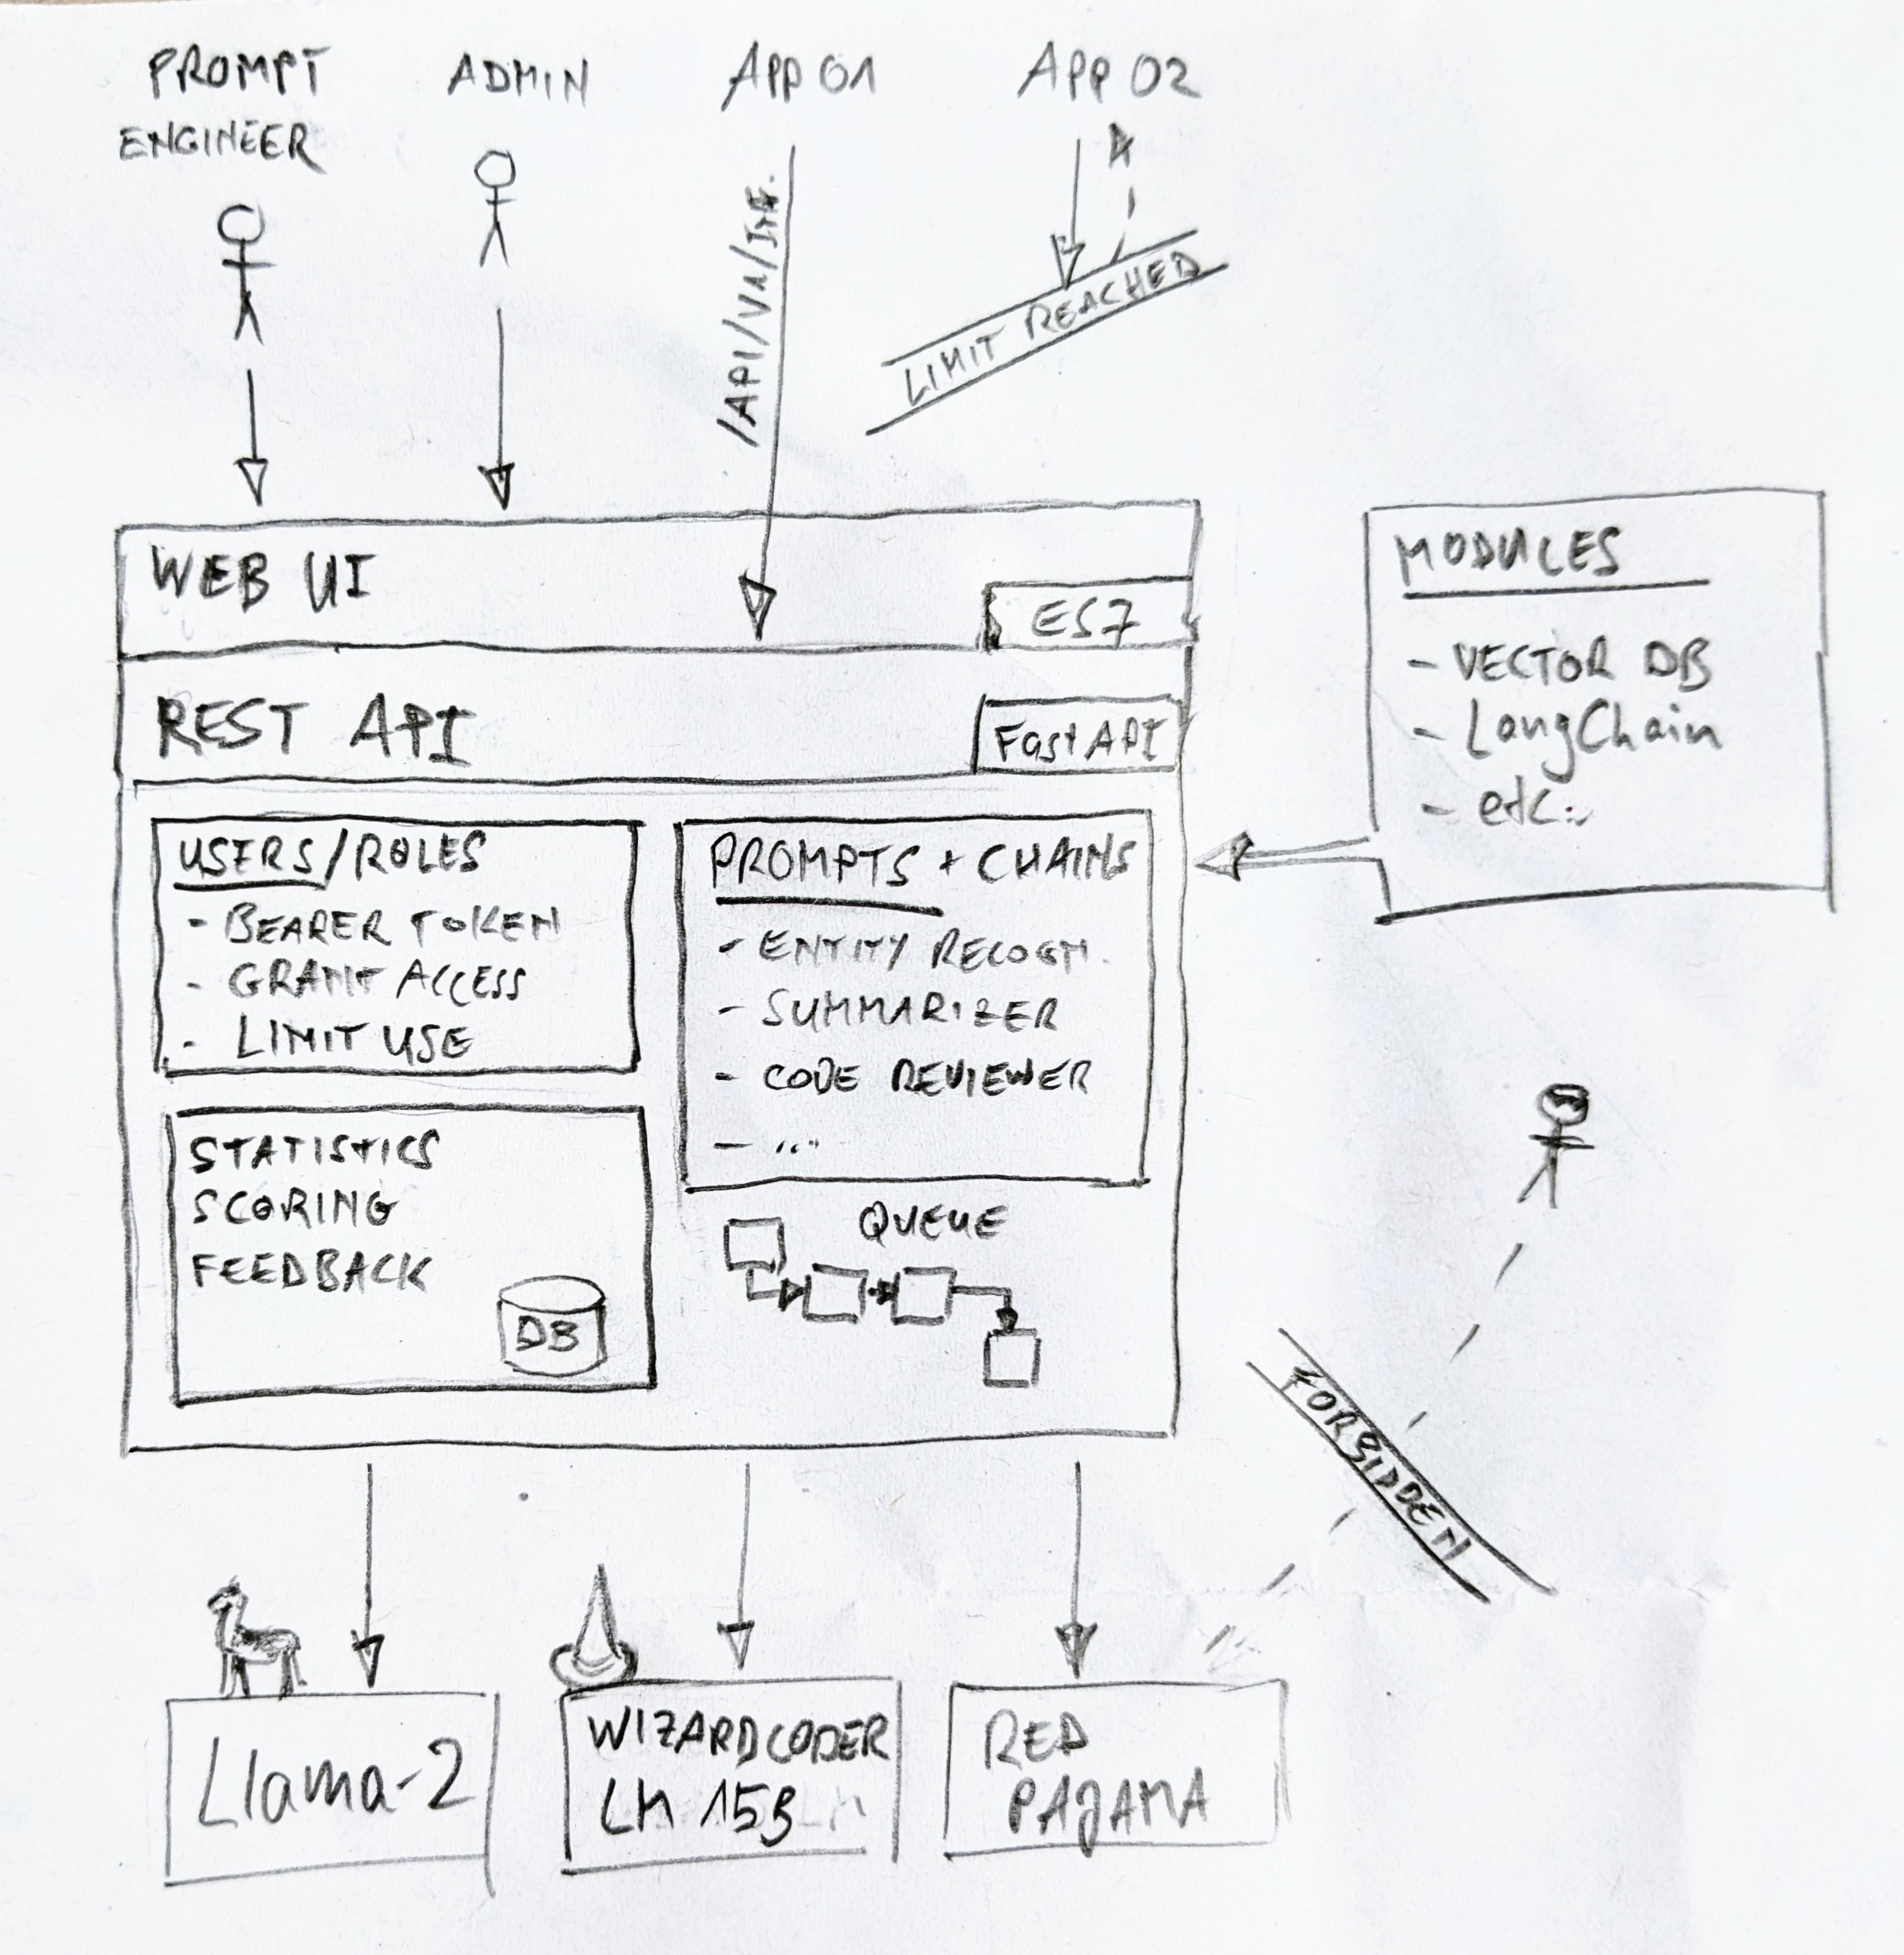 PROMPT
ENGINEER
ADMIN
APP 01
APP 02
/API/V1/INF.
LIMIT REACHED
WEB UI
ES7
REST API
FastAPI
MODULES
- VECTOR DB
- LangChain
- etc.
USERS/ROLES
- BEARER TOKEN
- GRANT ACCESS
- LIMIT USE
PROMPTS + CHAINS
- ENTITY RECOGN.
- SUMMARIZER
- CODE REVIEWER
- ...
STATISTICS
SCORING
FEEDBACK
DB
QUEUE
FORBIDDEN
Llama-2
WIZARDCODER
LM 15B
RED
PAJAMA